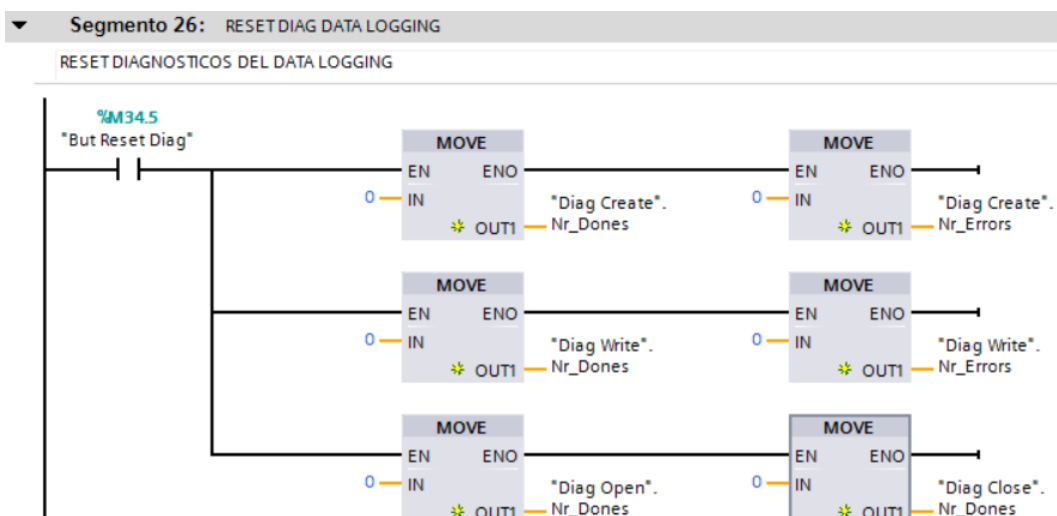 Segmento 26: RESET DIAG DATA LOGGING
RESET DIAGNOSTICOS DEL DATA LOGGING
%M34.5
"But Reset Diag"
MOVE
EN ENO
0 IN
OUT1
"Diag Create".
Nr_Dones
MOVE
EN ENO
0 IN
OUT1
"Diag Create".
Nr_Errors
MOVE
EN ENO
0 IN
OUT1
"Diag Write".
Nr_Dones
MOVE
EN ENO
0 IN
OUT1
"Diag Write".
Nr_Errors
MOVE
EN ENO
0 IN
OUT1
"Diag Open".
Nr_Dones
MOVE
EN ENO
0 IN
OUT1
"Diag Close".
Nr_Dones